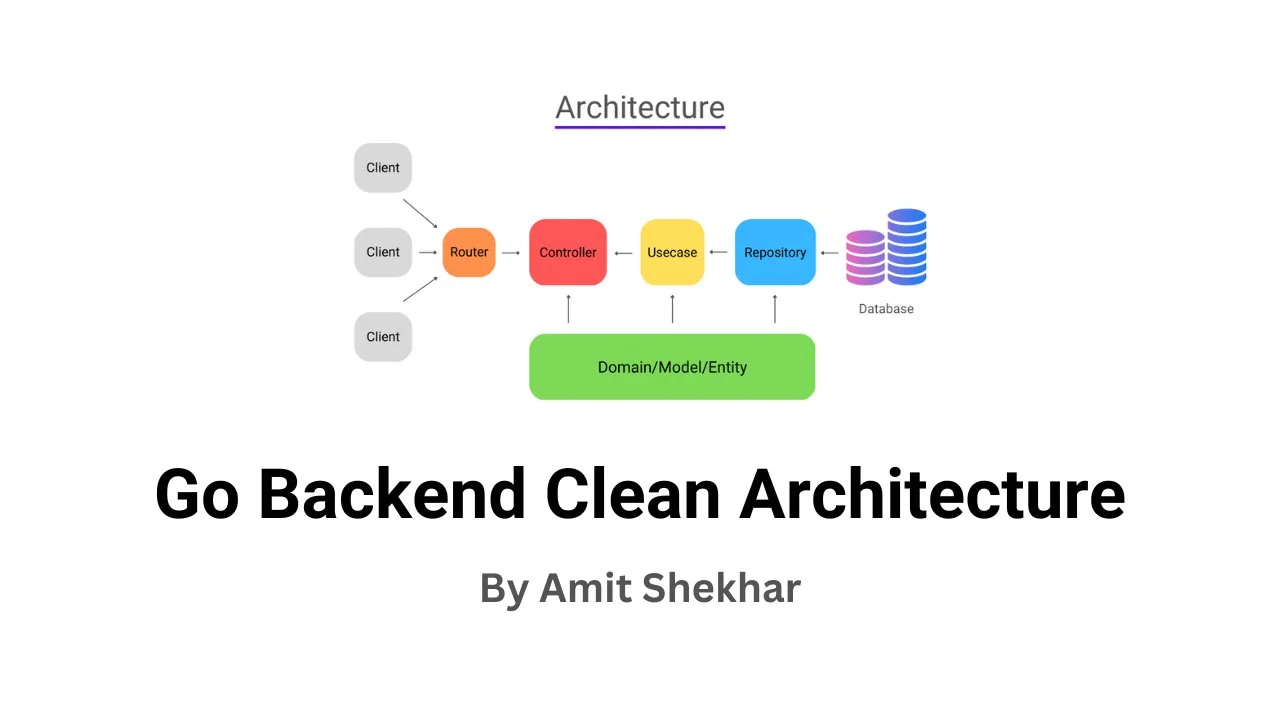 Architecture
Client
Client
Router
Controller
Usecase
Repository
Client
Database
Domain/Model/Entity
Go Backend Clean Architecture
By Amit Shekhar